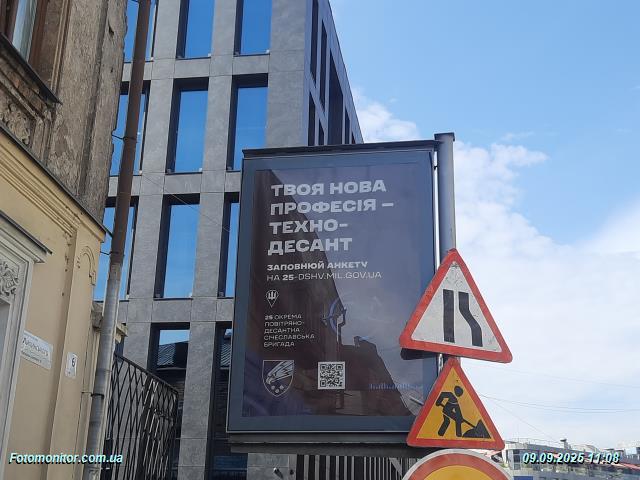 ТВОЯ НОВА
ПРОФЕСІЯ –
ТЕХНО-
ДЕСАНТ
ЗАПОВНЮЙ АНКЕТУ
НА 25-DSHV.MIL.GOV.UA
25 ОКРЕМА
ПОВІТРЯНО-
ДЕСАНТНА
СІЧЕСЛАВСЬКА
БРИГАДА
6
Fotomonitor.com.ua
09.09.2025 11:08